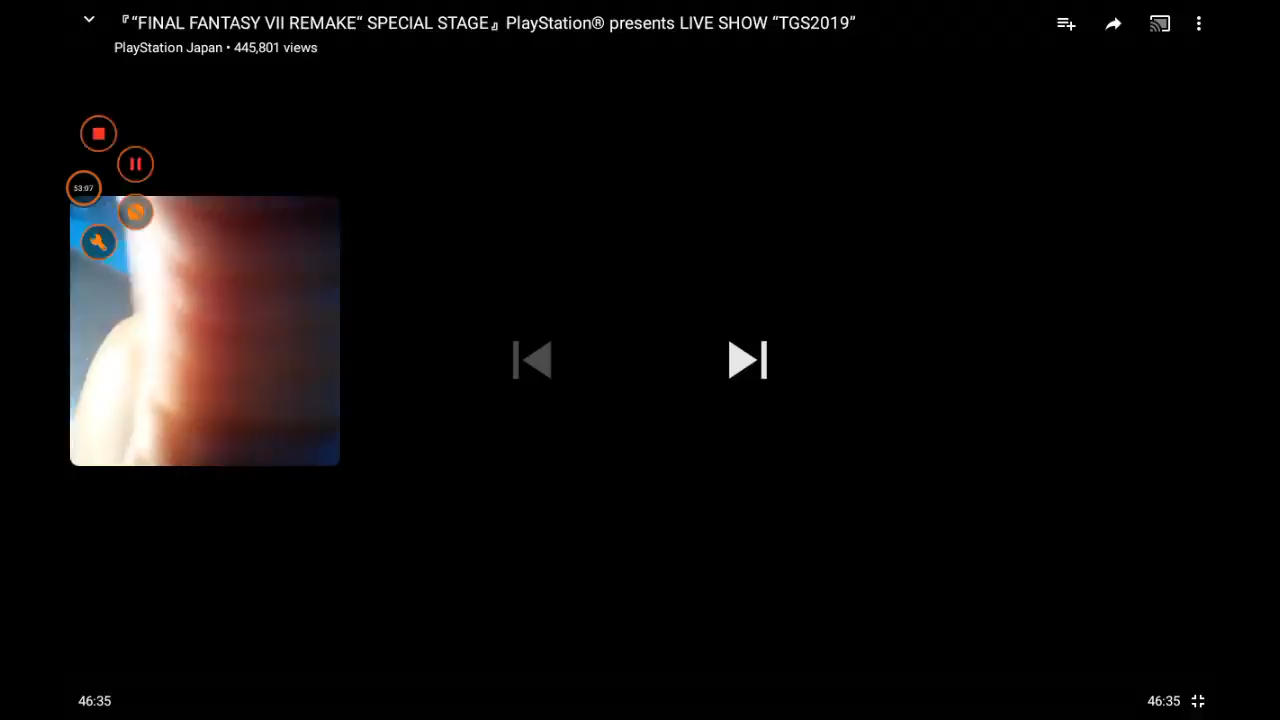 『“FINAL FANTASY VII REMAKE“ SPECIAL STAGE』PlayStation® presents LIVE SHOW “TGS2019”
PlayStation Japan • 445,801 views
53:07
46:35
46:35